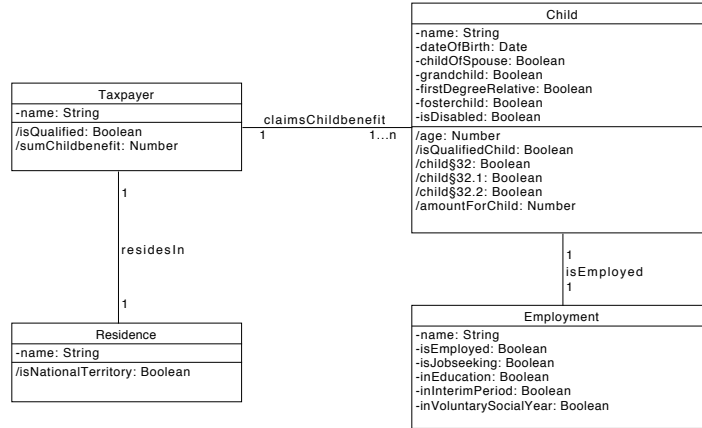 Child
-name: String
-dateOfBirth: Date
-childOfSpouse: Boolean
-grandchild: Boolean
-firstDegreeRelative: Boolean
-fosterchild: Boolean
-isDisabled: Boolean
/age: Number
/isQualifiedChild: Boolean
/child§32: Boolean
/child§32.1: Boolean
/child§32.2: Boolean
/amountForChild: Number
Taxpayer
-name: String
/isQualified: Boolean
/sumChildbenefit: Number
claimsChildbenefit
1
1...n
1
residesIn
1
1
isEmployed
1
Residence
-name: String
/isNationalTerritory: Boolean
Employment
-name: String
-isEmployed: Boolean
-isJobseeking: Boolean
-inEducation: Boolean
-inInterimPeriod: Boolean
-inVoluntarySocialYear: Boolean